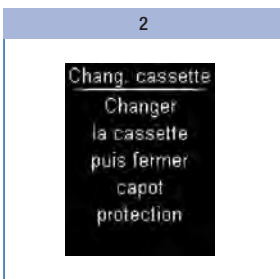 2
Chang. cassette
Changer
la cassette
puis fermer
capot
protection